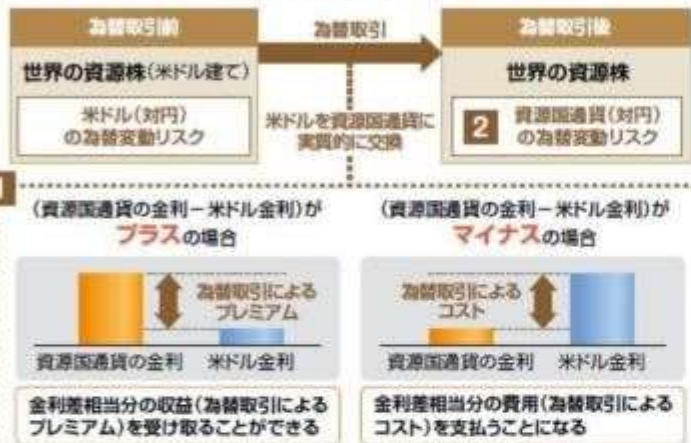 為替取引前
為替取引
為替取引後
世界の資源株(米ドル建て)
世界の資源株
米ドル(対円)
の為替変動リスク
米ドルを資源国通貨に
実質的に交換
2 資源国通貨(対円)
の為替変動リスク
(資源国通貨の金利－米ドル金利)が
プラスの場合
(資源国通貨の金利－米ドル金利)が
マイナスの場合
為替取引による
プレミアム
資源国通貨の金利
米ドル金利
為替取引による
コスト
資源国通貨の金利
米ドル金利
金利差相当分の収益(為替取引による
プレミアム)を受け取ることができる
金利差相当分の費用(為替取引による
コスト)を支払うことになる